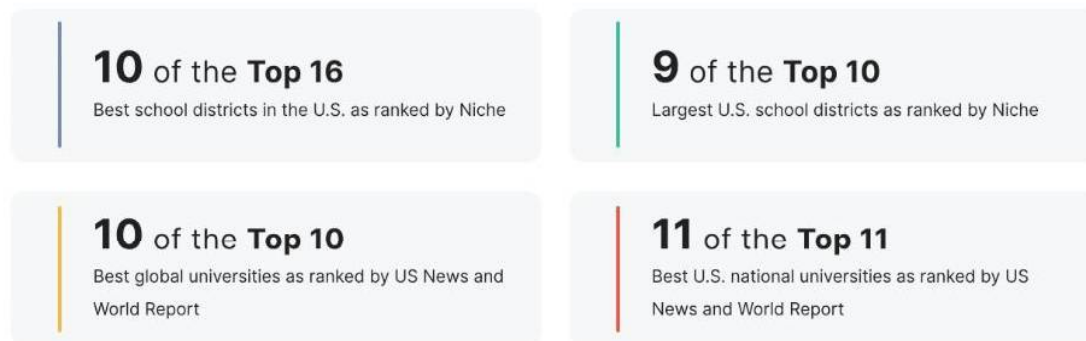 10 of the Top 16
Best school districts in the U.S. as ranked by Niche
9 of the Top 10
Largest U.S. school districts as ranked by Niche
10 of the Top 10
Best global universities as ranked by US News and
World Report
11 of the Top 11
Best U.S. national universities as ranked by US
News and World Report